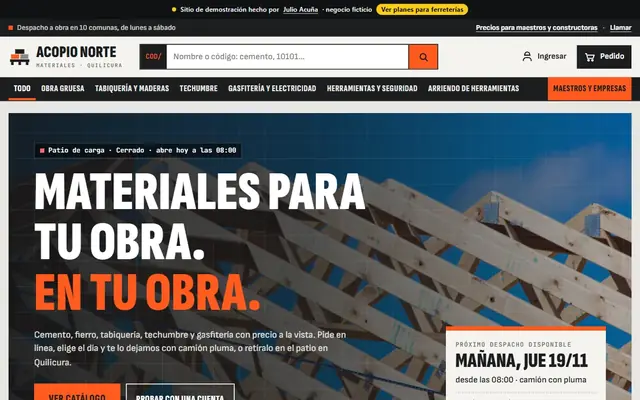 Sitio de demostración hecho por Julio Acuña · negocio ficticio Ver planes para ferreterías
Despacho a obra en 10 comunas, de lunes a sábado
Precios para maestros y constructoras · Llamar
ACOPIO NORTE
MATERIALES · QUILICURA
COD/ Nombre o código: cemento, 10101...
Ingresar
Pedido
TODO OBRA GRUESA TABIQUERÍA Y MADERAS TECHUMBRE GASFITERÍA Y ELECTRICIDAD HERRAMIENTAS Y SEGURIDAD ARRIENDO DE HERRAMIENTAS MAESTROS Y EMPRESAS
Patio de carga · Cerrado · abre hoy a las 08:00
MATERIALES PARA
TU OBRA.
EN TU OBRA.
Cemento, fierro, tabiquería, techumbre y gasfitería con precio a la vista. Pide en
línea, elige el día y te lo dejamos con camión pluma, o retíralo en el patio en
Quilicura.
VER CATÁLOGO
PROBAR CON UNA CUENTA
PRÓXIMO DESPACHO DISPONIBLE
MAÑANA, JUE 19/11
desde las 08:00 · camión con pluma